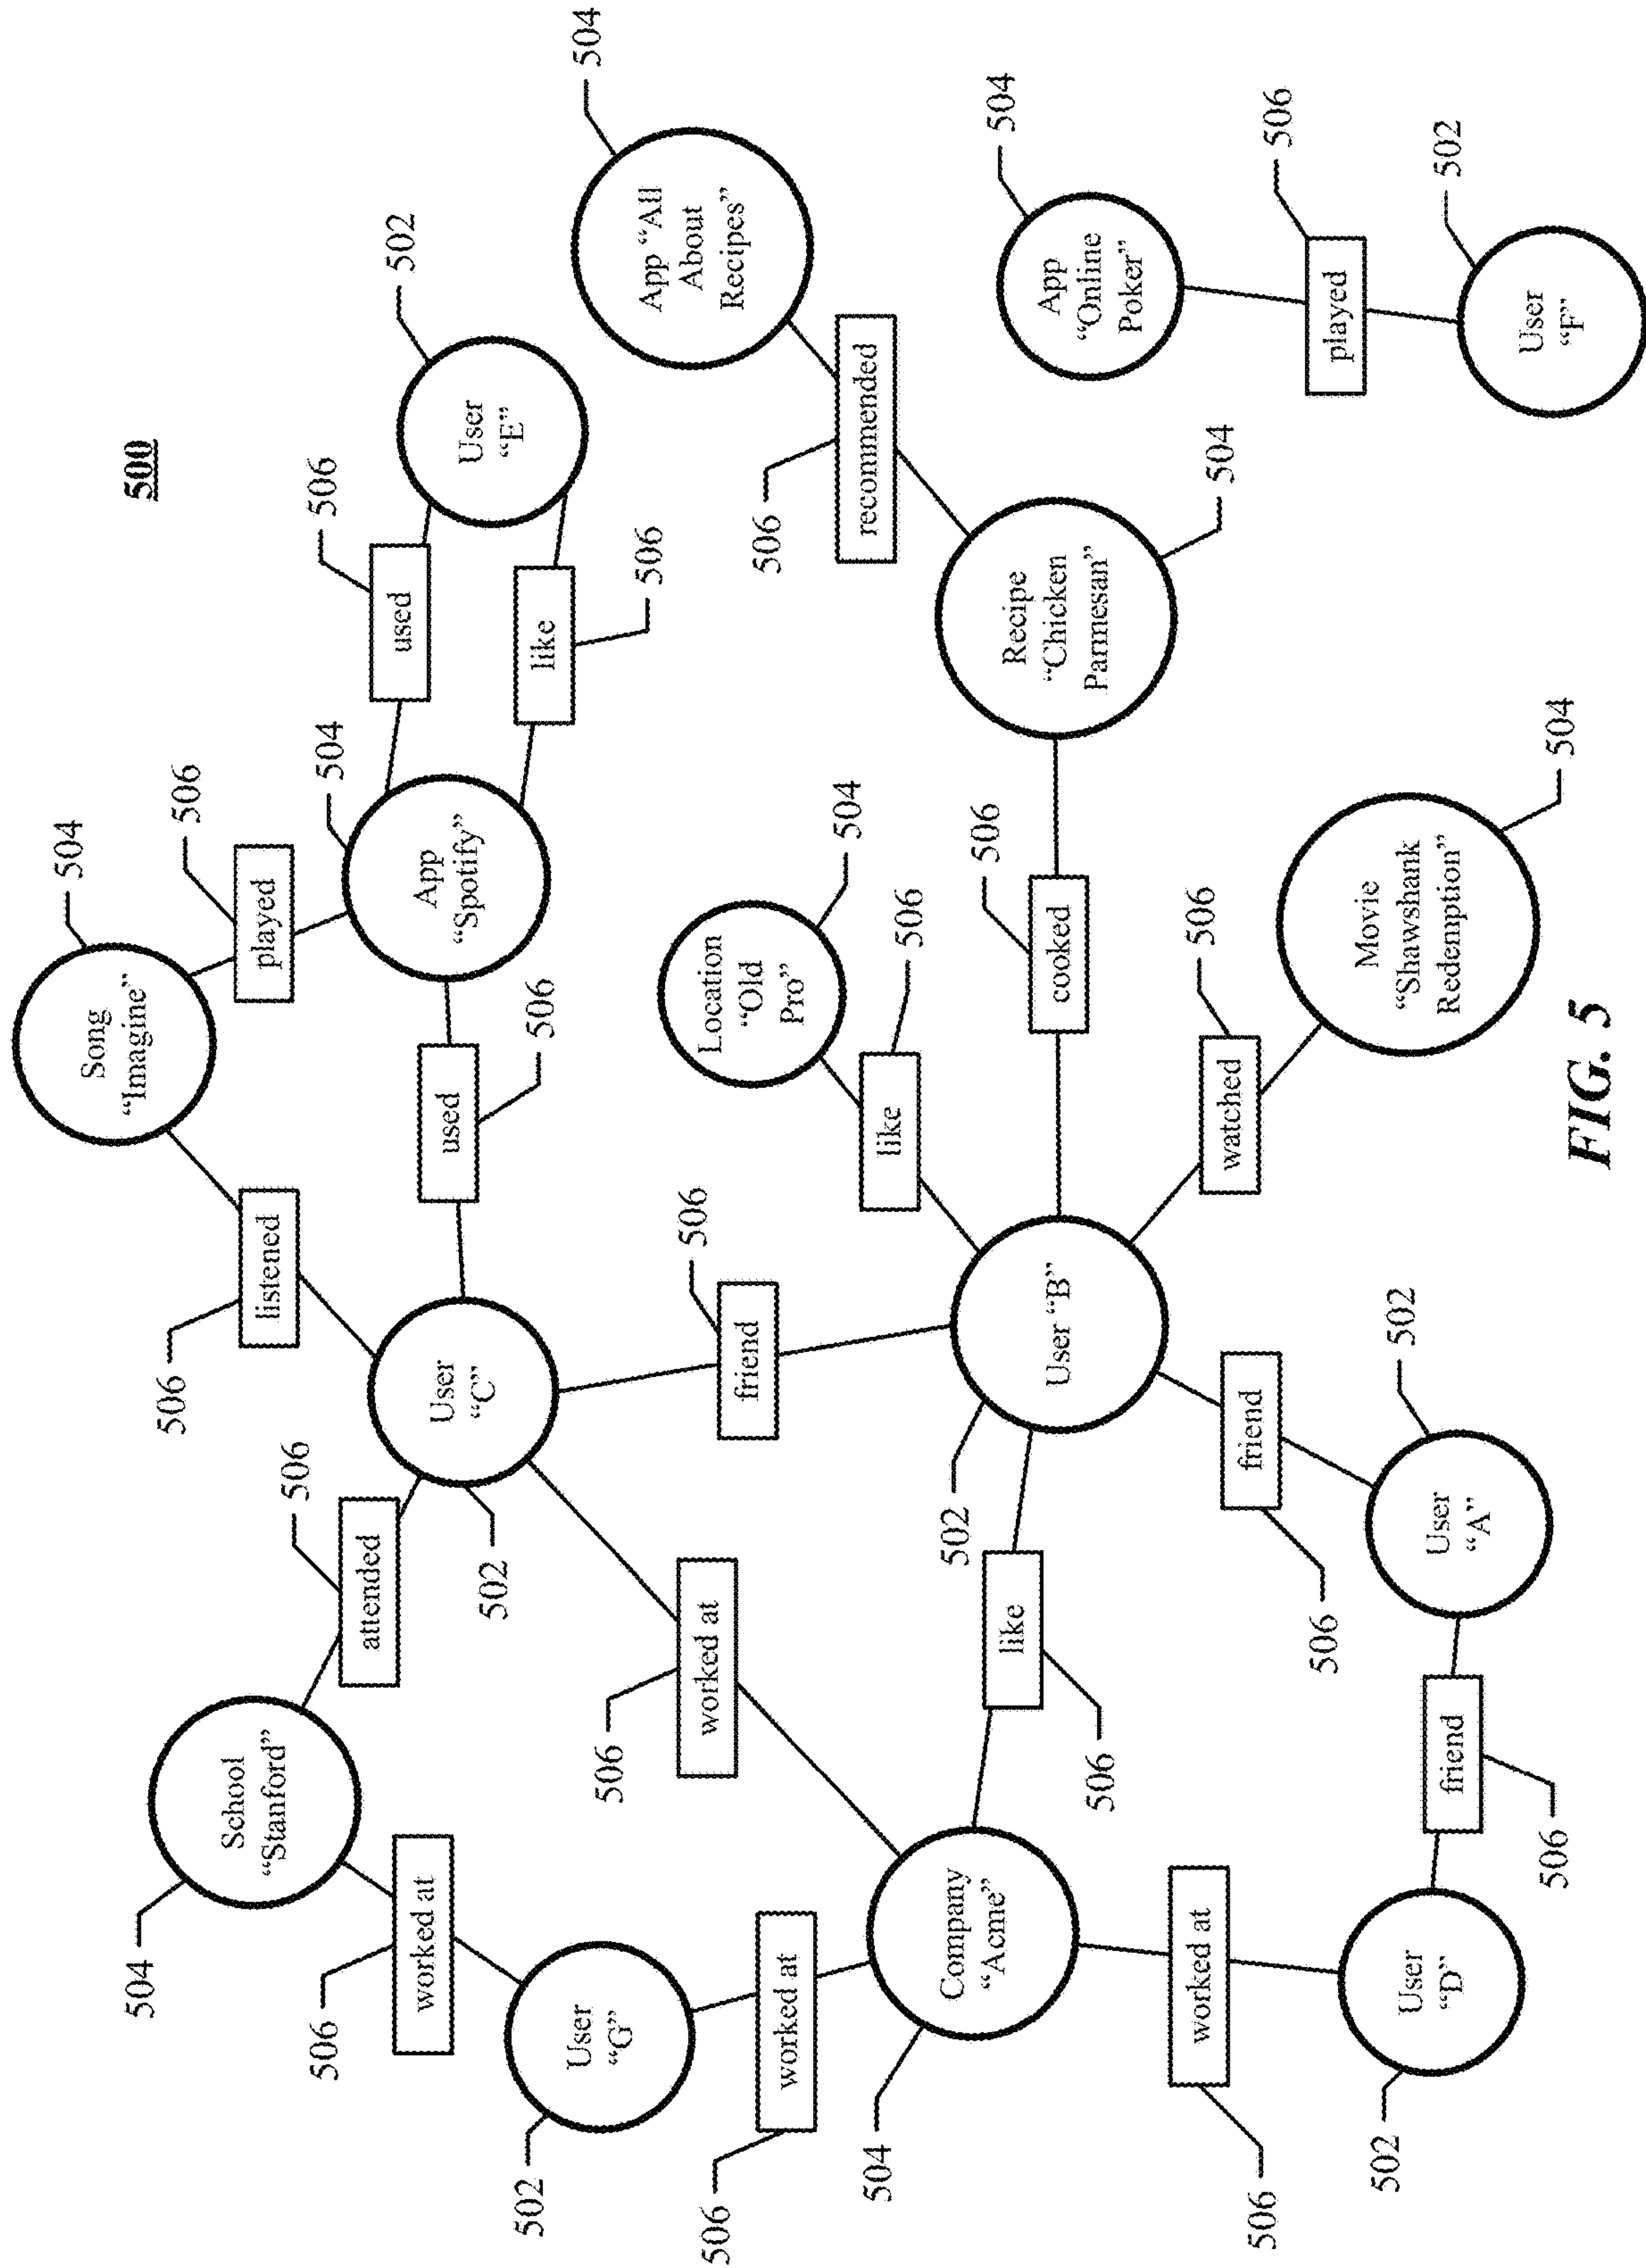 504
Song
“Imagine”
500
504
506
506
School
“Stanford”
played
listened
506
506
504
506
attended
502
used
worked at
App
“Spotify”
User
“C”
used
User
“E”
502
502
506
like
User
“G”
504
506
506
App “All
About
Recipes”
506
worked at
Location
“Old
Pro”
506
friend
506
worked at
504
recommended
504
like
506
502
Company
“Acme”
506
504
Recipe
“Chicken
Parmesan”
like
App
“Online
Poker”
User “B”
cooked
506
worked at
506
504
watched
friend
506
506
506
played
Movie
“Shawshank
Redemption”
502
502
User
“D”
User
“A”
502
friend
User
“F”
506
504
FIG. 5